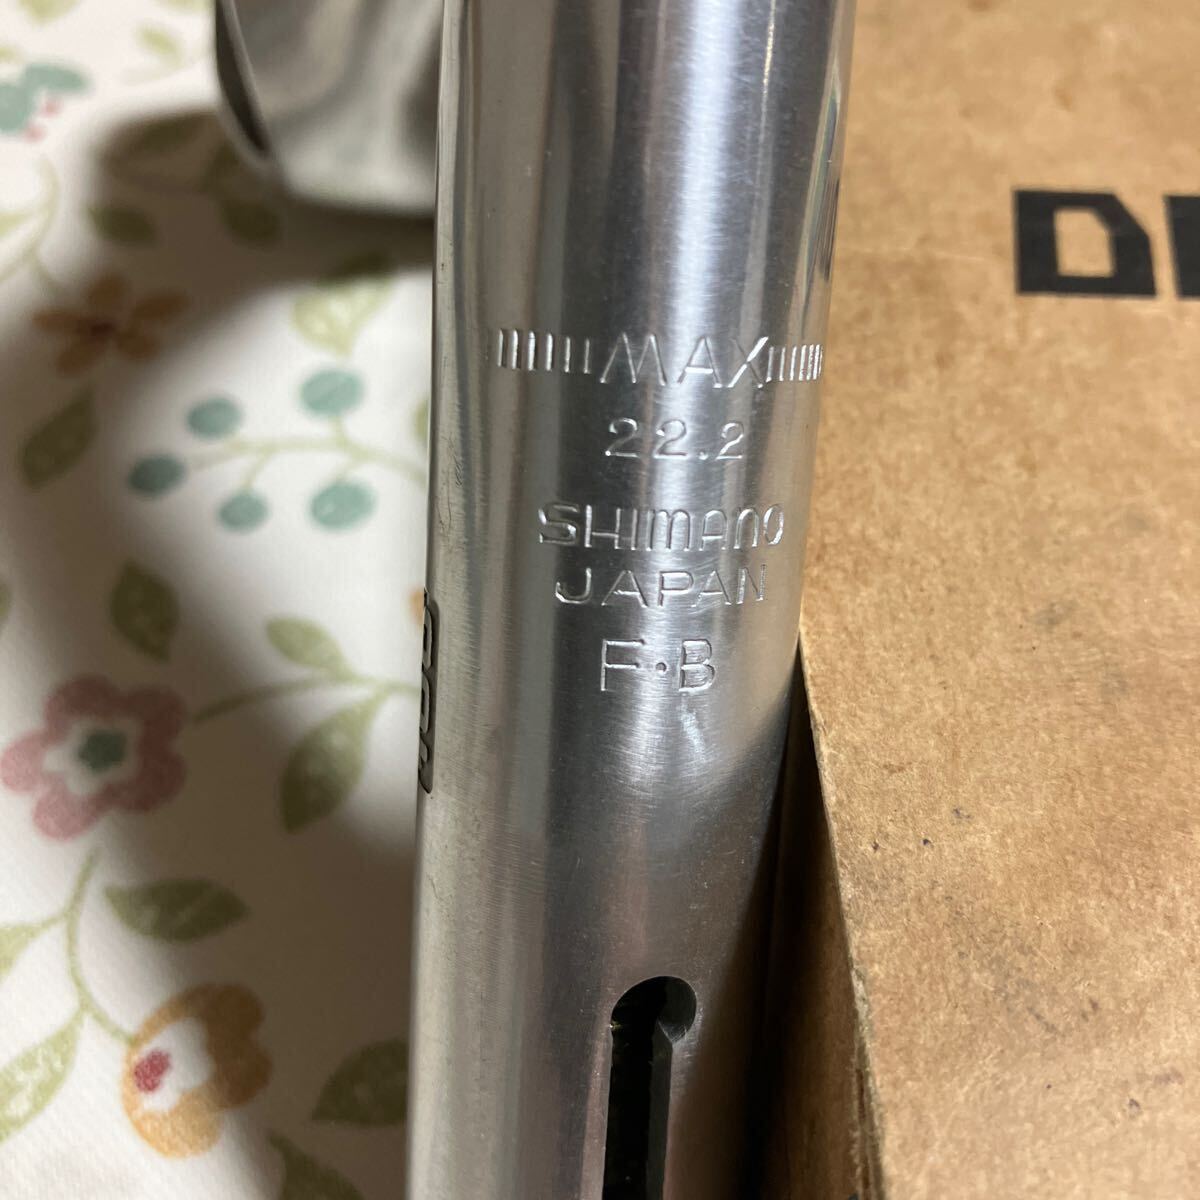 MAX
22.2
SHIMANO
JAPAN
F.B